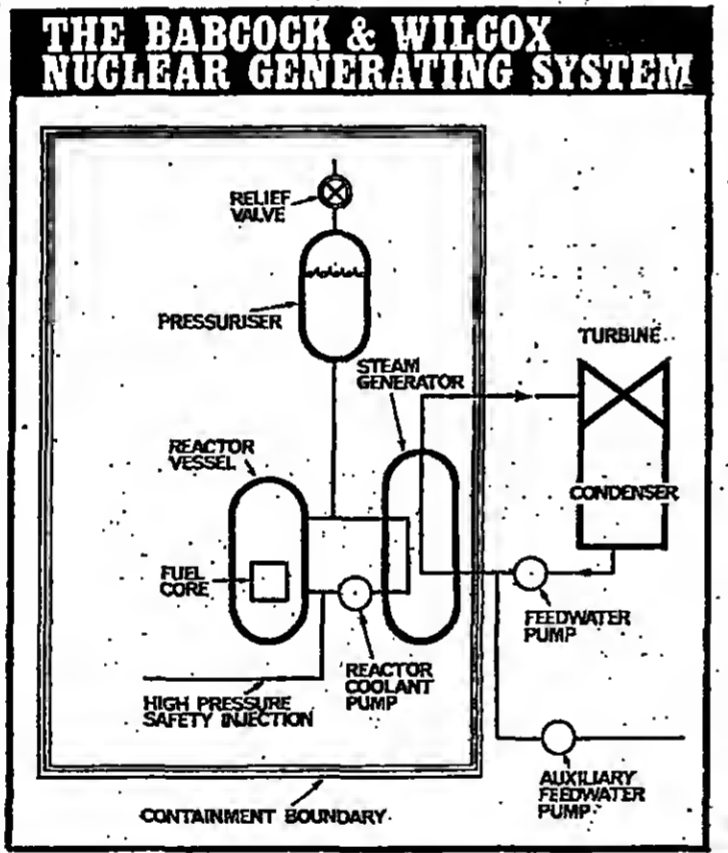 THE BABCOCK & WILCOX
NUCLEAR GENERATING SYSTEM
RELIEF
VALVE
PRESSURISER
TURBINE
STEAM
GENERATOR
REACTOR
VESSEL
CONDENSER
FUEL
CORE
FEEDWATER
PUMP
REACTOR
COOLANT
PUMP
HIGH PRESSURE
SAFETY INJECTION
AUXILIARY
FEEDWATER
PUMP
CONTAINMENT BOUNDARY